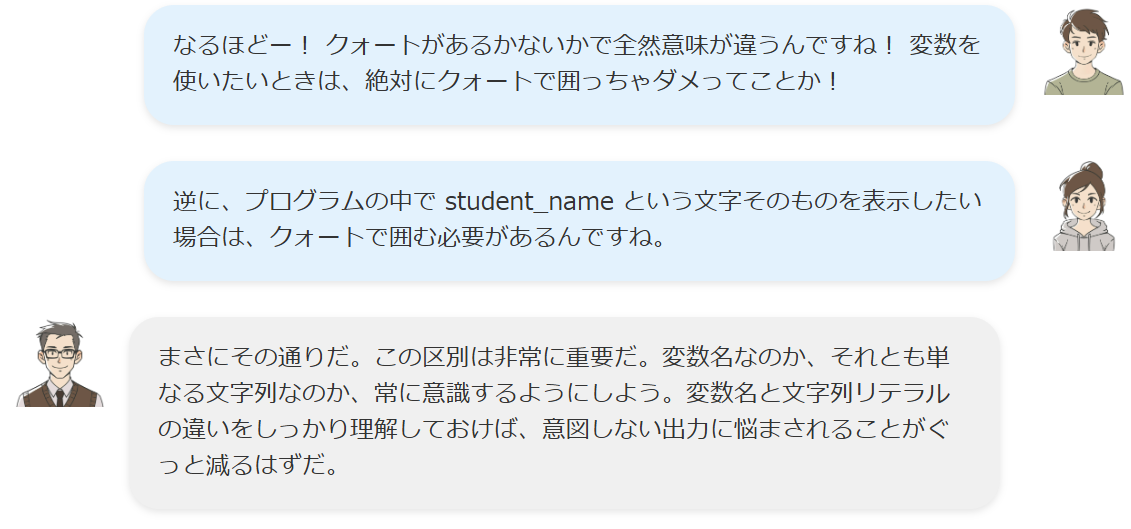 なるほどー！ クォートがあるかないかで全然意味が違うんですね！ 変数を
使いたいときは、絶対にクォートで囲っちゃダメってことか！
逆に、プログラムの中で student_name という文字そのものを表示したい
場合は、クォートで囲む必要があるんですね。
まさにその通りだ。この区別は非常に重要だ。変数名なのか、それとも単
なる文字列なのか、常に意識するようにしよう。変数名と文字列リテラル
の違いをしっかり理解しておけば、意図しない出力に悩まされることがぐ
っと減るはずだ。